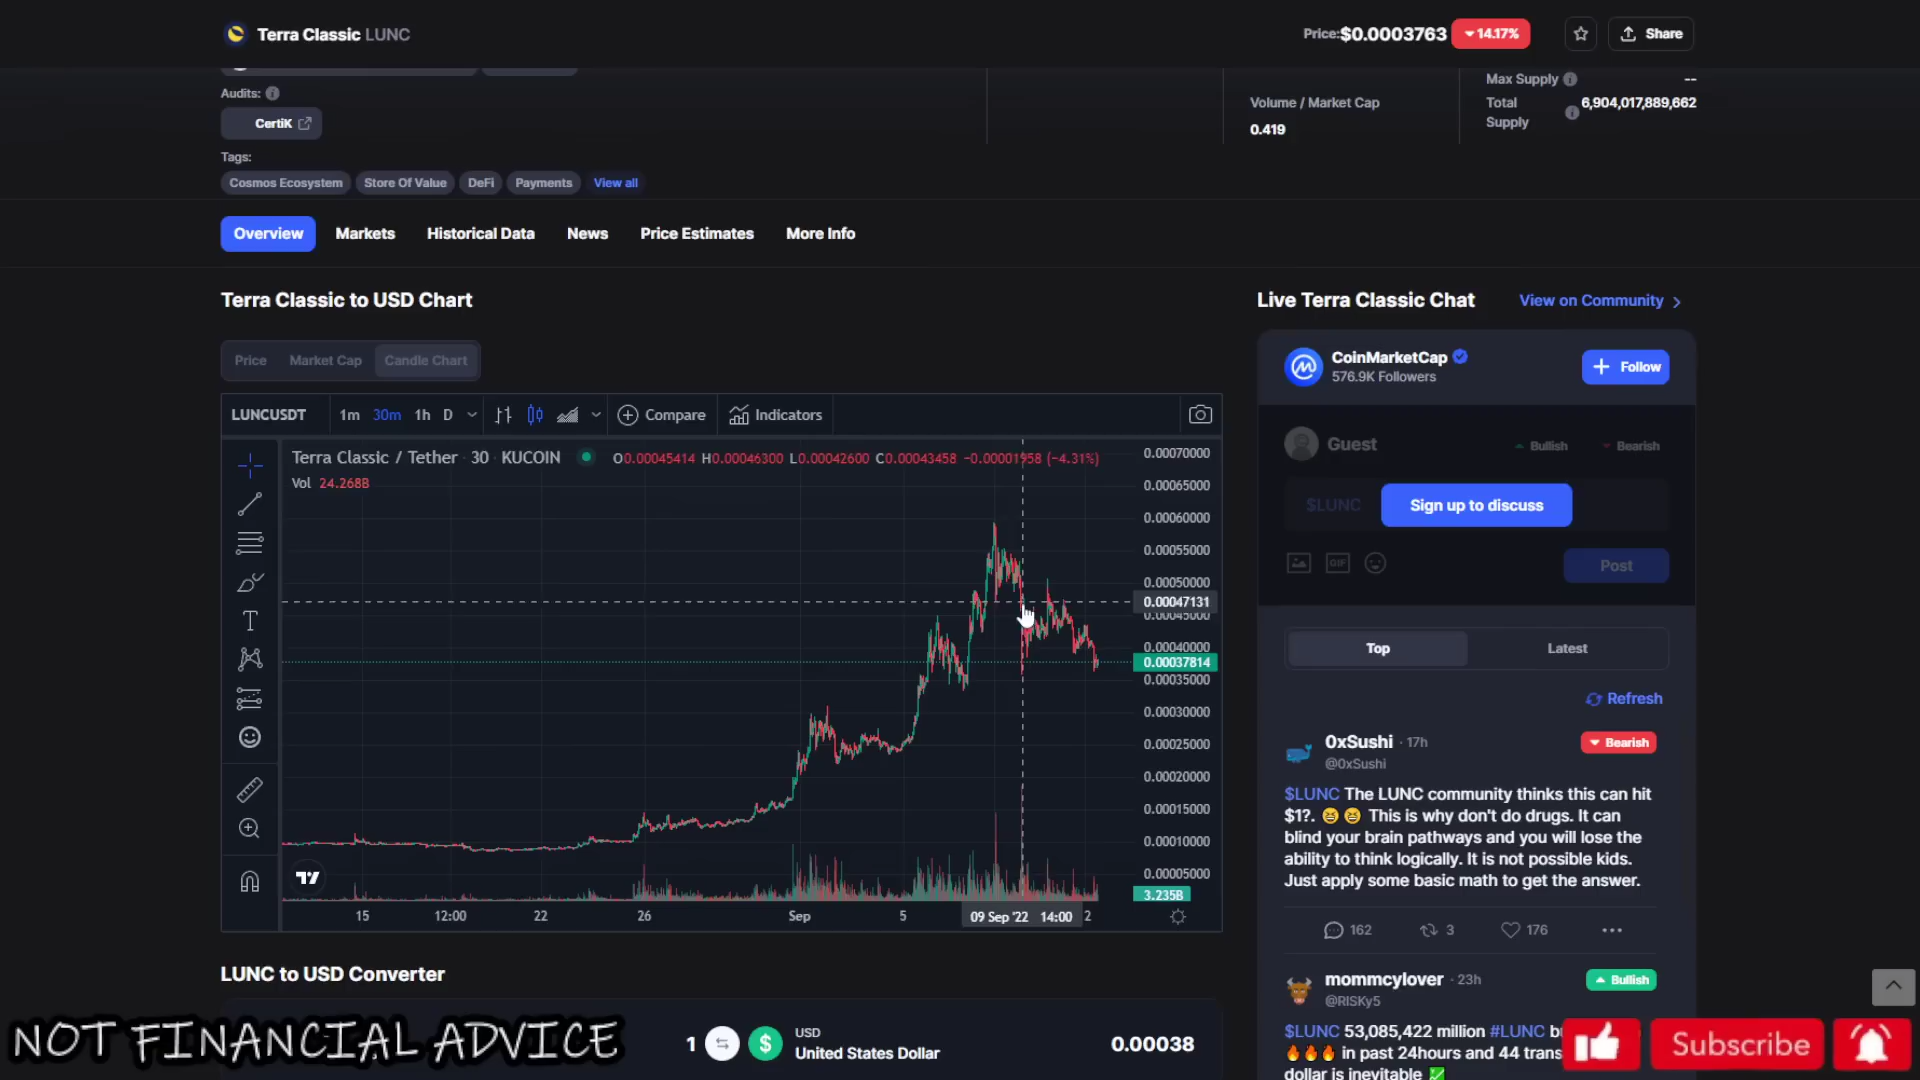 Terra Classic LUNC
Price:$0.0003763 14.17%
Share
Audits:
CertiK
Tags:
Cosmos Ecosystem Store Of Value DeFi Payments View all
Volume / Market Cap
0.419
Max Supply --
Total Supply 6,904,017,889,662
Overview Markets Historical Data News Price Estimates More Info
Terra Classic to USD Chart
Price Market Cap Candle Chart
LUNCUSDT 1m 30m 1h D Compare Indicators
Terra Classic / Tether · 30 · KUCOIN O0.00045414 H0.00046300 L0.00042600 C0.00043458 -0.00001958 (-4.31%)
Vol 24.268B
0.00070000
0.00065000
0.00060000
0.00055000
0.00050000
0.00047131
0.00045000
0.00040000
0.00037814
0.00035000
0.00030000
0.00025000
0.00020000
0.00015000
0.00010000
0.00005000
3.235B
15 12:00 22 26 Sep 5 09 Sep '22 14:00 2
Live Terra Classic Chat View on Community
CoinMarketCap
576.9K Followers
Follow
Guest Bullish Bearish
$LUNC Sign up to discuss
GIF
Post
Top Latest
Refresh
0xSushi · 17h Bearish
@0xSushi
$LUNC The LUNC community thinks this can hit
$1?. 😆 😆 This is why don't do drugs. It can
blind your brain pathways and you will lose the
ability to think logically. It is not possible kids.
Just apply some basic math to get the answer.
162 3 176
mommcylover · 23h Bullish
@RISKy5
$LUNC 53,085,422 million #LUNC b
🔥🔥🔥 in past 24hours and 44 trans
dollar is inevitable 💹
LUNC to USD Converter
1 USD
United States Dollar 0.00038
NOT FINANCIAL ADVICE
Subscribe